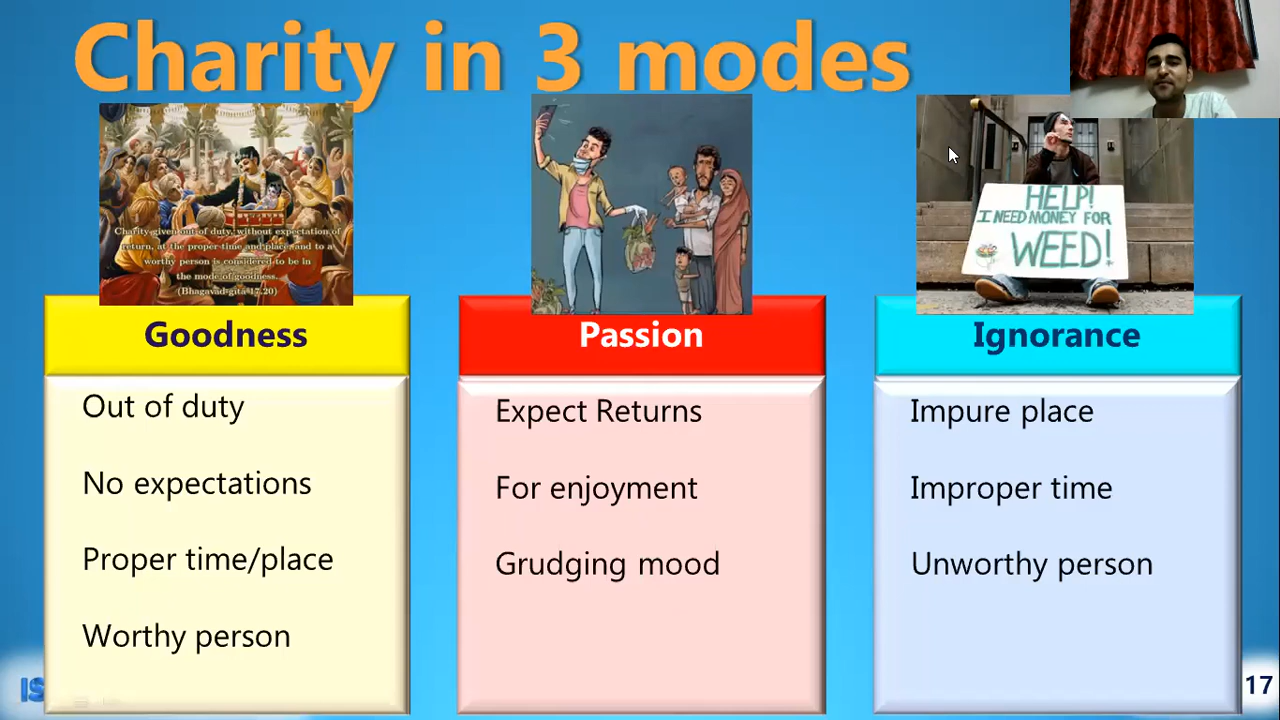 Charity in 3 modes
Charity given out of duty, without expectation of
return, at the proper time and place, and to a
worthy person is considered to be in
the mode of goodness.
(Bhagavad-gita 17.20)
HELP!
I NEED MONEY FOR
WEED!
Goodness
Passion
Ignorance
Out of duty
No expectations
Proper time/place
Worthy person
Expect Returns
For enjoyment
Grudging mood
Impure place
Improper time
Unworthy person
IS
17